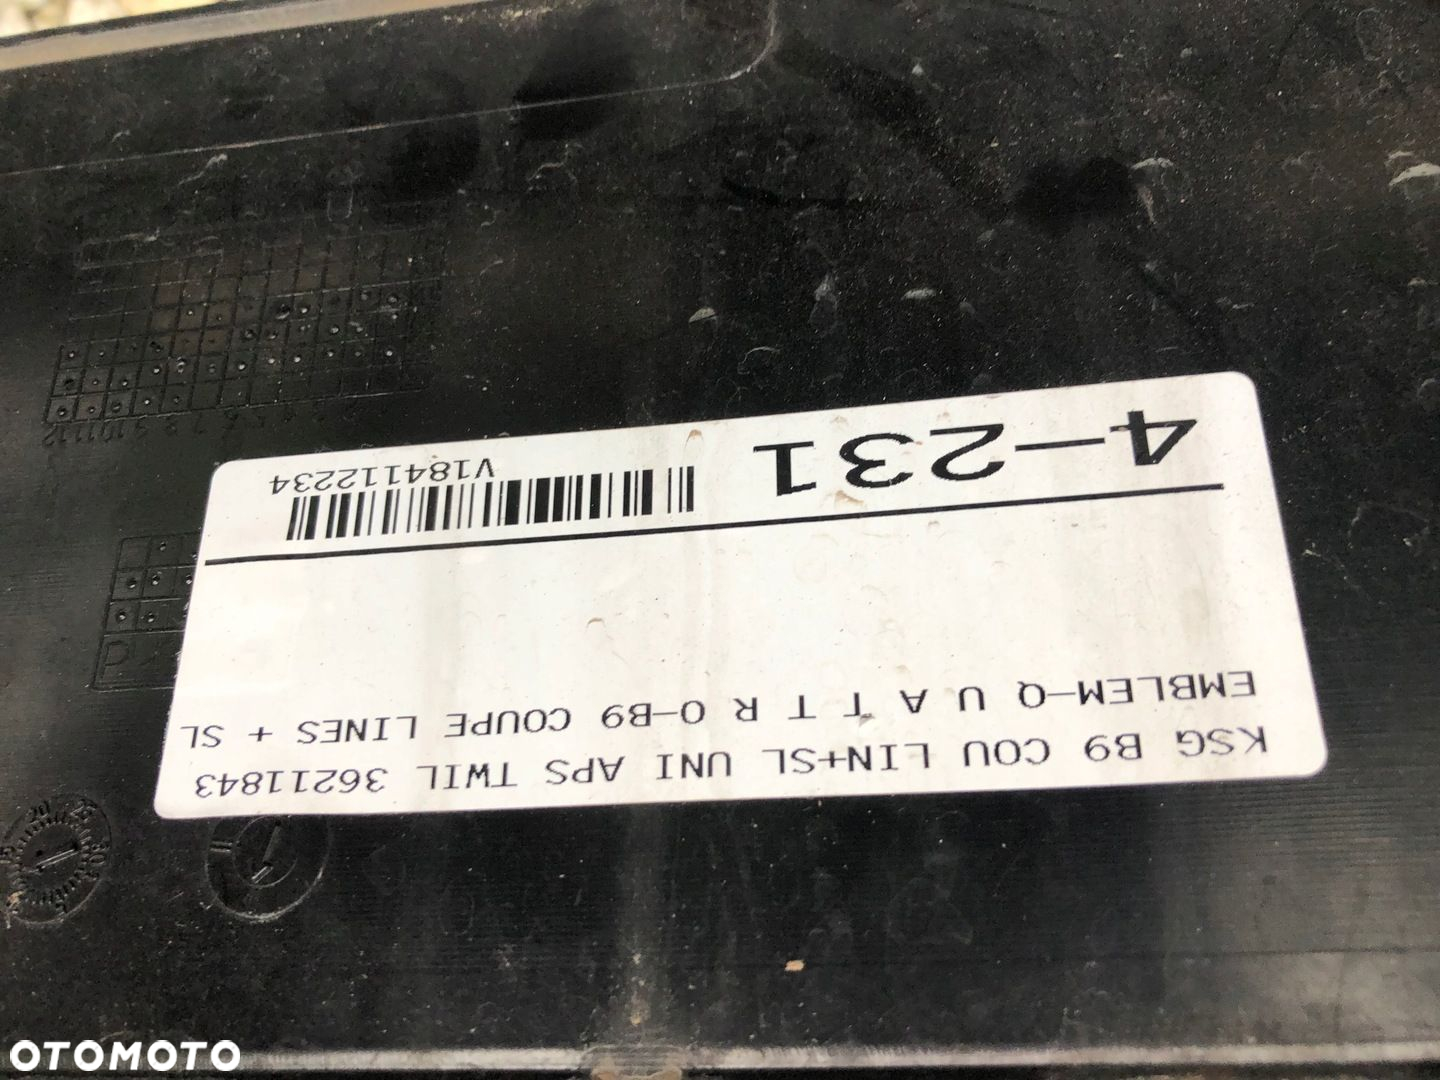 KSG B9 COU LIN+SL UNI APS TWIL 36211843
EMBLEM-Q U A T T R O-B9 COUPE LINES + SL
4-231
V184112234
OTOMOTO